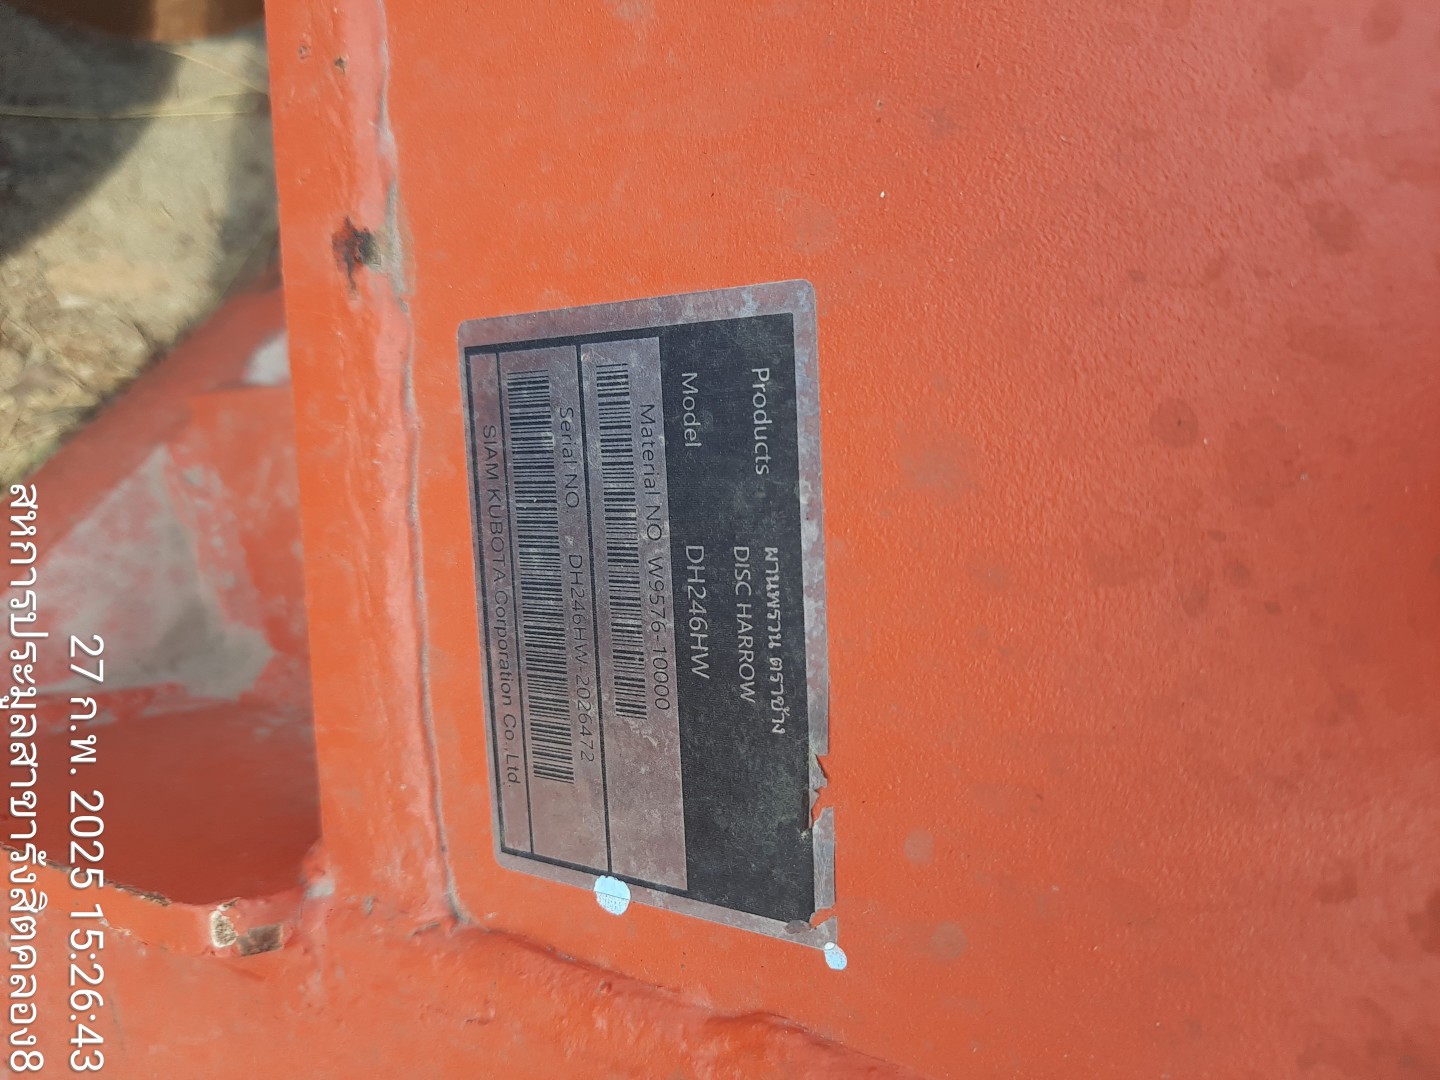 Products ผานพรวน ตราช้าง
DISC HARROW
Model DH246HW
Material NO. W9576-10000
Serial NO. DH246HW-2026472
SIAM KUBOTA Corporation Co.,Ltd.
27 ก.พ. 2025 15:26:43
สหการประมูลสาขารังสิตคลอง8